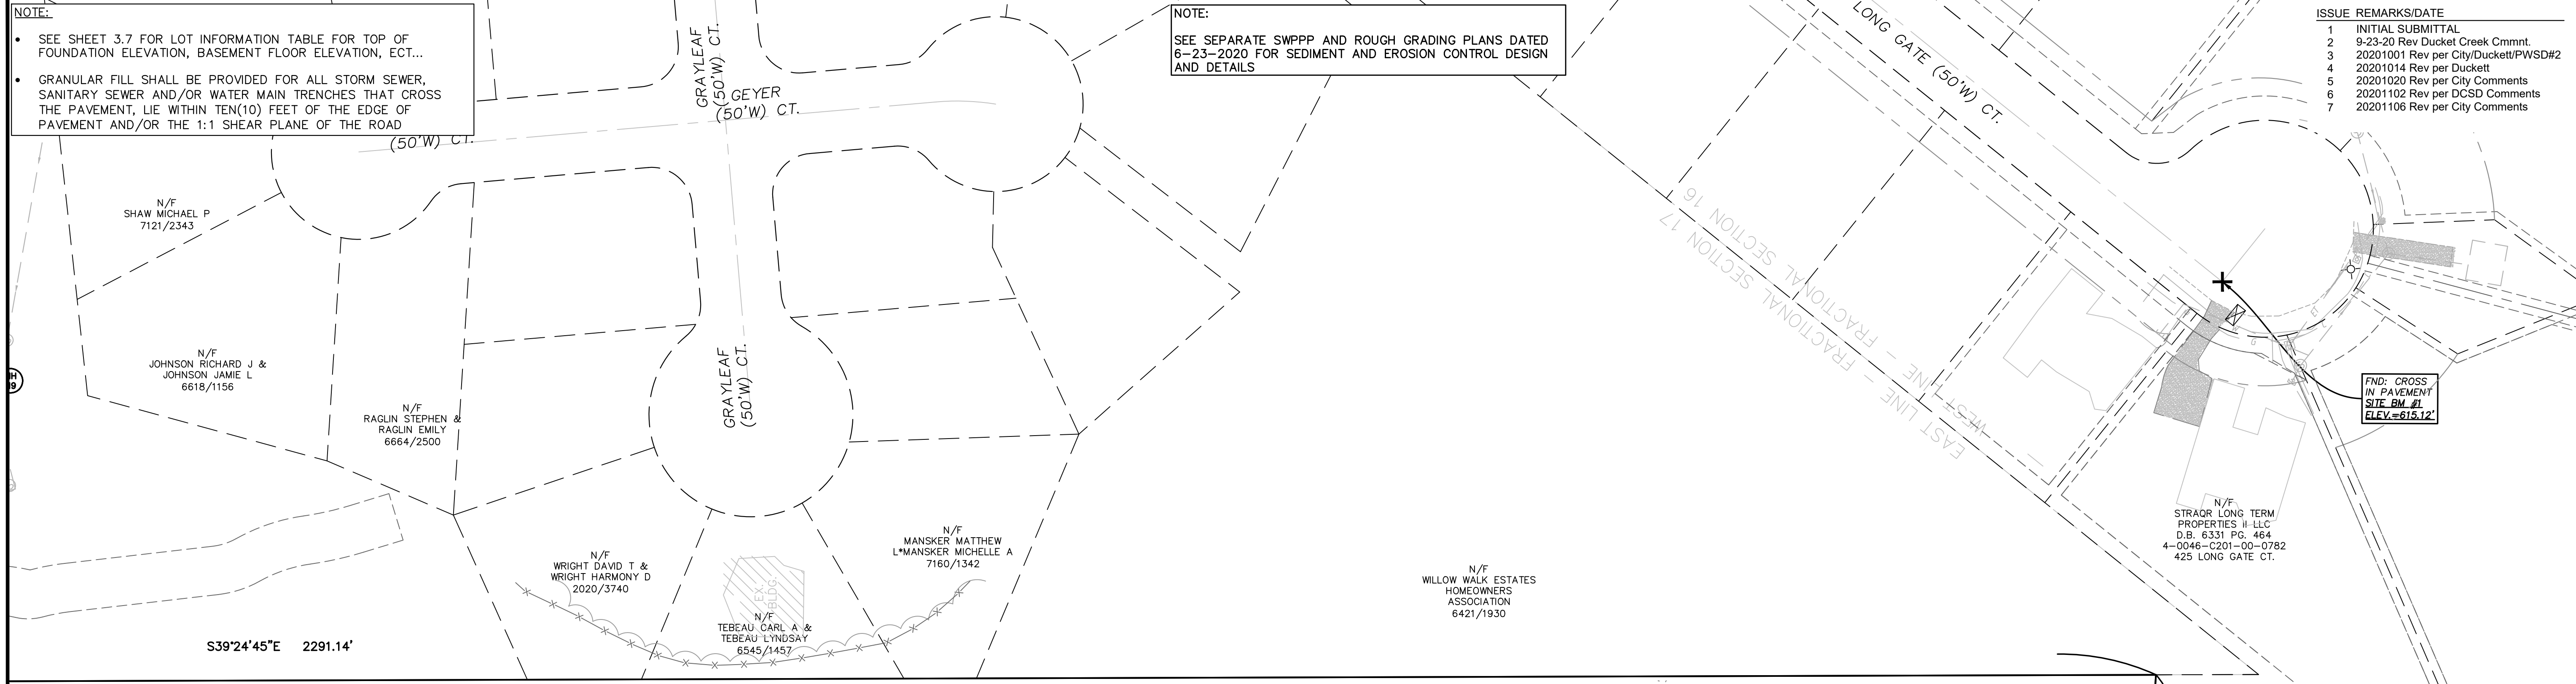 NOTE:
• SEE SHEET 3.7 FOR LOT INFORMATION TABLE FOR TOP OF
FOUNDATION ELEVATION, BASEMENT FLOOR ELEVATION, ECT...
• GRANULAR FILL SHALL BE PROVIDED FOR ALL STORM SEWER,
SANITARY SEWER AND/OR WATER MAIN TRENCHES THAT CROSS
THE PAVEMENT, LIE WITHIN TEN(10) FEET OF THE EDGE OF
PAVEMENT AND/OR THE 1:1 SHEAR PLANE OF THE ROAD
(50'W) CT.
GRAYLEAF
(50'W) CT.
GEYER
(50'W) CT.
NOTE:
SEE SEPARATE SWPPP AND ROUGH GRADING PLANS DATED
6-23-2020 FOR SEDIMENT AND EROSION CONTROL DESIGN
AND DETAILS
LONG GATE (50'W) CT.
ISSUE REMARKS/DATE
1 INITIAL SUBMITTAL
2 9-23-20 Rev Ducket Creek Cmmnt.
3 20201001 Rev per City/Duckett/PWSD#2
4 20201014 Rev per Duckett
5 20201020 Rev per City Comments
6 20201102 Rev per DCSD Comments
7 20201106 Rev per City Comments
N/F
SHAW MICHAEL P
7121/2343
N/F
JOHNSON RICHARD J &
JOHNSON JAMIE L
6618/1156
N/F
RAGLIN STEPHEN &
RAGLIN EMILY
6664/2500
GRAYLEAF
(50'W) CT.
EAST LINE - FRACTIONAL SECTION 17
WEST LINE - FRACTIONAL SECTION 16
FND: CROSS
IN PAVEMENT
SITE BM #1
ELEV.=615.12'
N/F
STRAQR LONG TERM
PROPERTIES II LLC
D.B. 6331 PG. 464
4-0046-C201-00-0782
425 LONG GATE CT.
N/F
WRIGHT DAVID T &
WRIGHT HARMONY D
2020/3740
EX.
BLDG.
N/F
TEBEAU CARL A &
TEBEAU LYNDSAY
6545/1457
N/F
MANSKER MATTHEW
L*MANSKER MICHELLE A
7160/1342
N/F
WILLOW WALK ESTATES
HOMEOWNERS
ASSOCIATION
6421/1930
S39°24'45"E 2291.14'